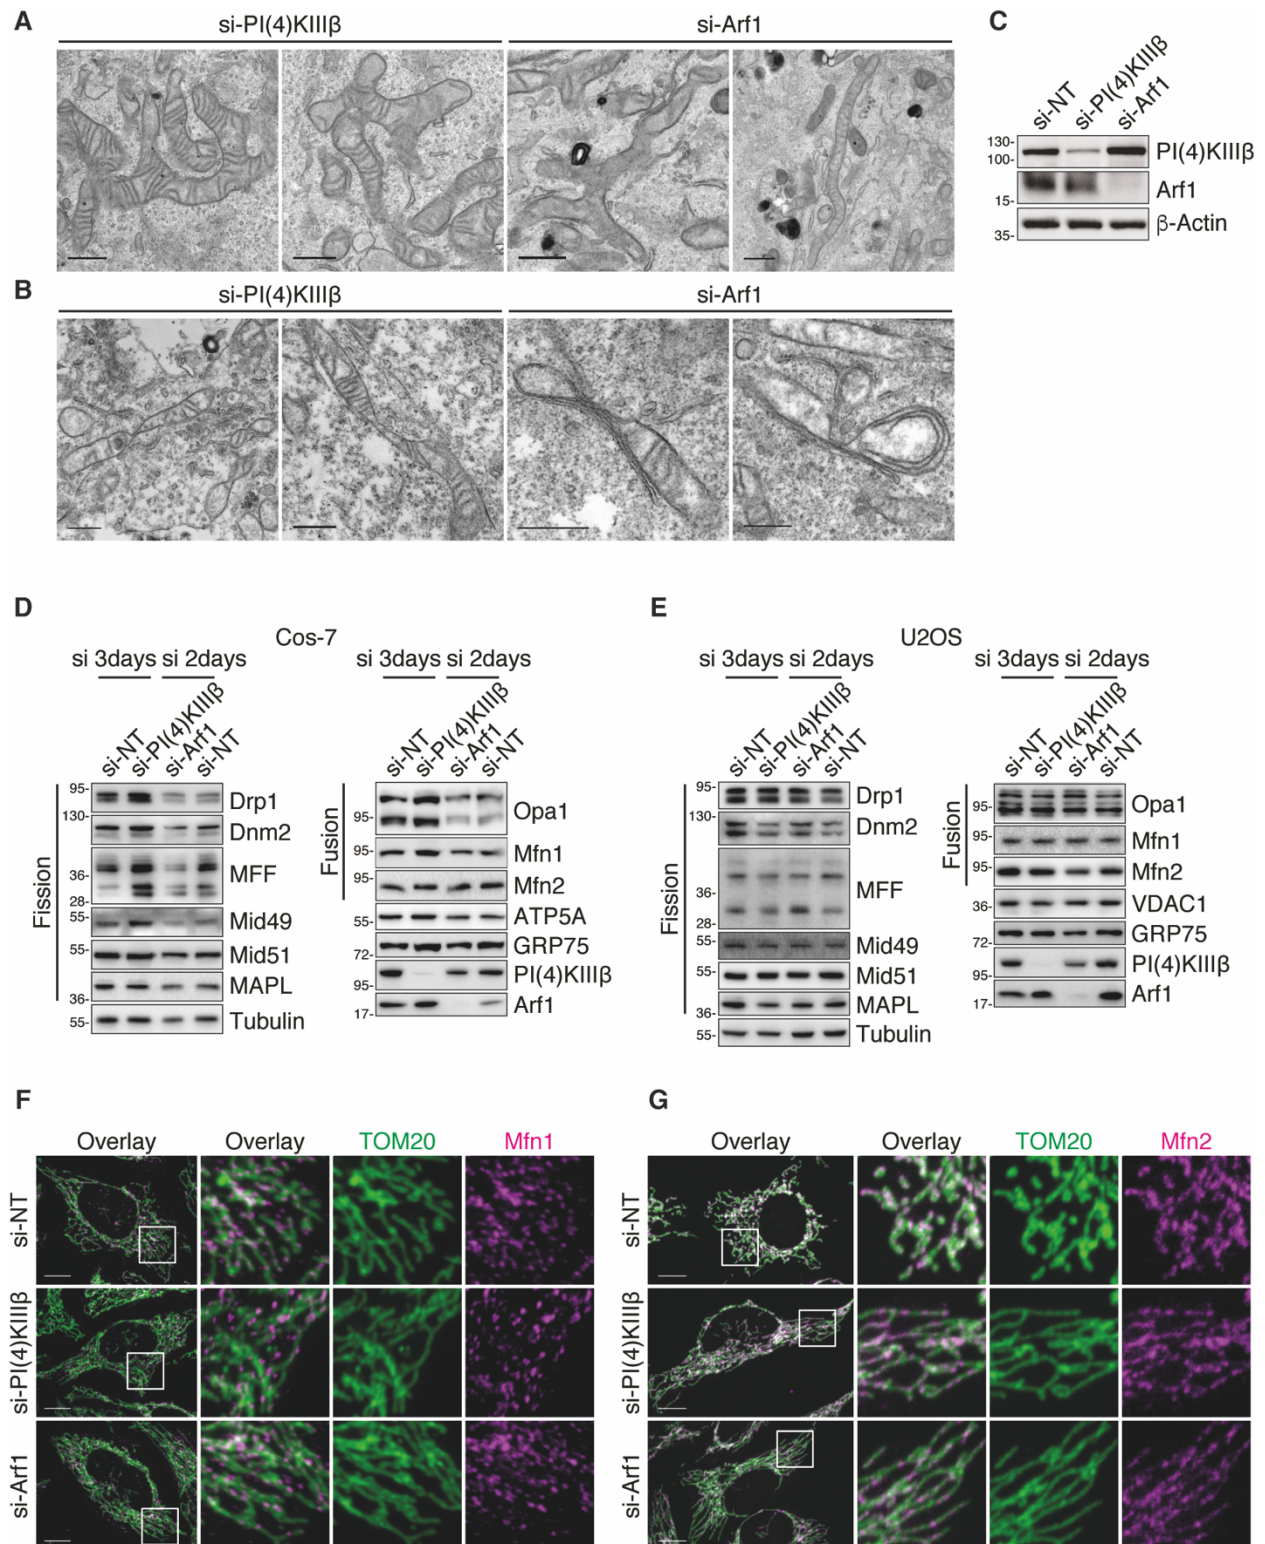 A
si-PI(4)KIIIβ
si-Arf1
B
si-PI(4)KIIIβ
si-Arf1
C
si-NT
si-PI(4)KIIIβ
si-Arf1
130-
100-
PI(4)KIIIβ
15-
Arf1
35-
β-Actin
D
Cos-7
si 3days si 2days
si-NT
si-PI(4)KIIIβ
si-Arf1
si-NT
Fission
95-
Drp1
130-
Dnm2
36-
28-
MFF
55-
Mid49
55-
Mid51
36-
MAPL
55-
Tubulin
si 3days si 2days
si-NT
si-PI(4)KIIIβ
si-Arf1
si-NT
Fusion
95-
Opa1
95-
Mfn1
95-
Mfn2
55-
ATP5A
72-
GRP75
95-
PI(4)KIIIβ
17-
Arf1
E
U2OS
si 3days si 2days
si-NT
si-PI(4)KIIIβ
si-Arf1
si-NT
Fission
95-
Drp1
130-
Dnm2
36-
28-
MFF
55-
Mid49
55-
Mid51
36-
MAPL
55-
Tubulin
si 3days si 2days
si-NT
si-PI(4)KIIIβ
si-Arf1
si-NT
Fusion
95-
Opa1
95-
Mfn1
95-
Mfn2
36-
VDAC1
72-
GRP75
95-
PI(4)KIIIβ
17-
Arf1
F
Overlay Overlay TOM20 Mfn1
si-NT
si-PI(4)KIIIβ
si-Arf1
G
Overlay Overlay TOM20 Mfn2
si-NT
si-PI(4)KIIIβ
si-Arf1